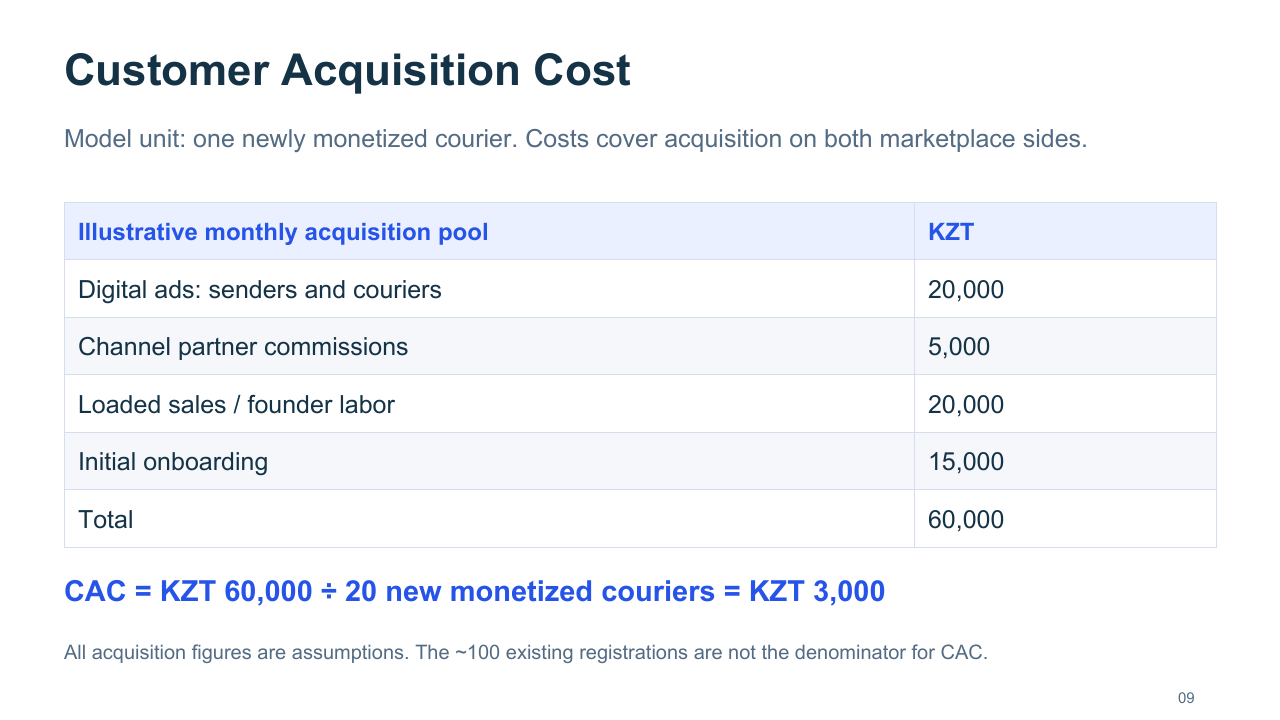 Customer Acquisition Cost
Model unit: one newly monetized courier. Costs cover acquisition on both marketplace sides.
Illustrative monthly acquisition pool KZT
Digital ads: senders and couriers 20,000
Channel partner commissions 5,000
Loaded sales / founder labor 20,000
Initial onboarding 15,000
Total 60,000
CAC = KZT 60,000 ÷ 20 new monetized couriers = KZT 3,000
All acquisition figures are assumptions. The ~100 existing registrations are not the denominator for CAC.
09